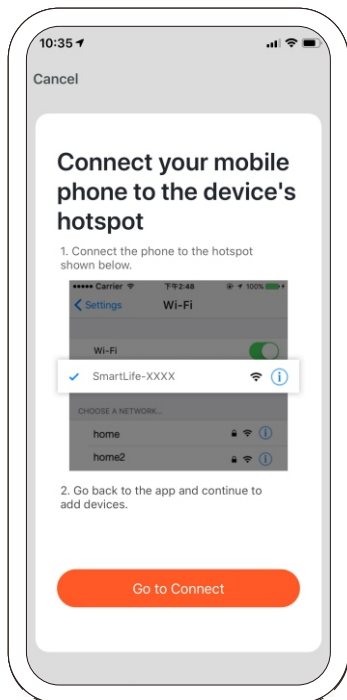 10:35
Cancel
Connect your mobile
phone to the device's
hotspot
1. Connect the phone to the hotspot
shown below.
••••• Carrier 下午2:48 100%
Settings Wi-Fi
Wi-Fi
SmartLife-XXXX
CHOOSE A NETWORK...
home
home2
2. Go back to the app and continue to
add devices.
Go to Connect